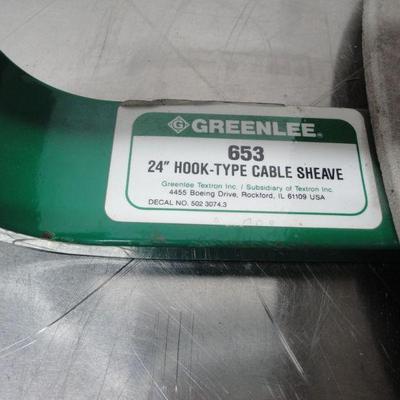 G GREENLEE®
653
24" HOOK-TYPE CABLE SHEAVE
Greenlee Textron Inc. / Subsidiary of Textron Inc.
4455 Boeing Drive, Rockford, IL 61109 USA
DECAL NO. 502 3074.3